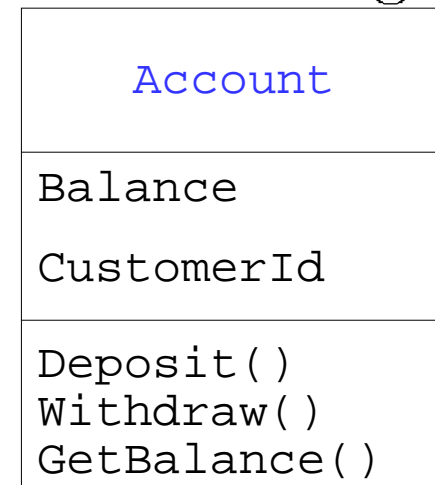 Account
Balance
CustomerId
Deposit()
Withdraw()
GetBalance()